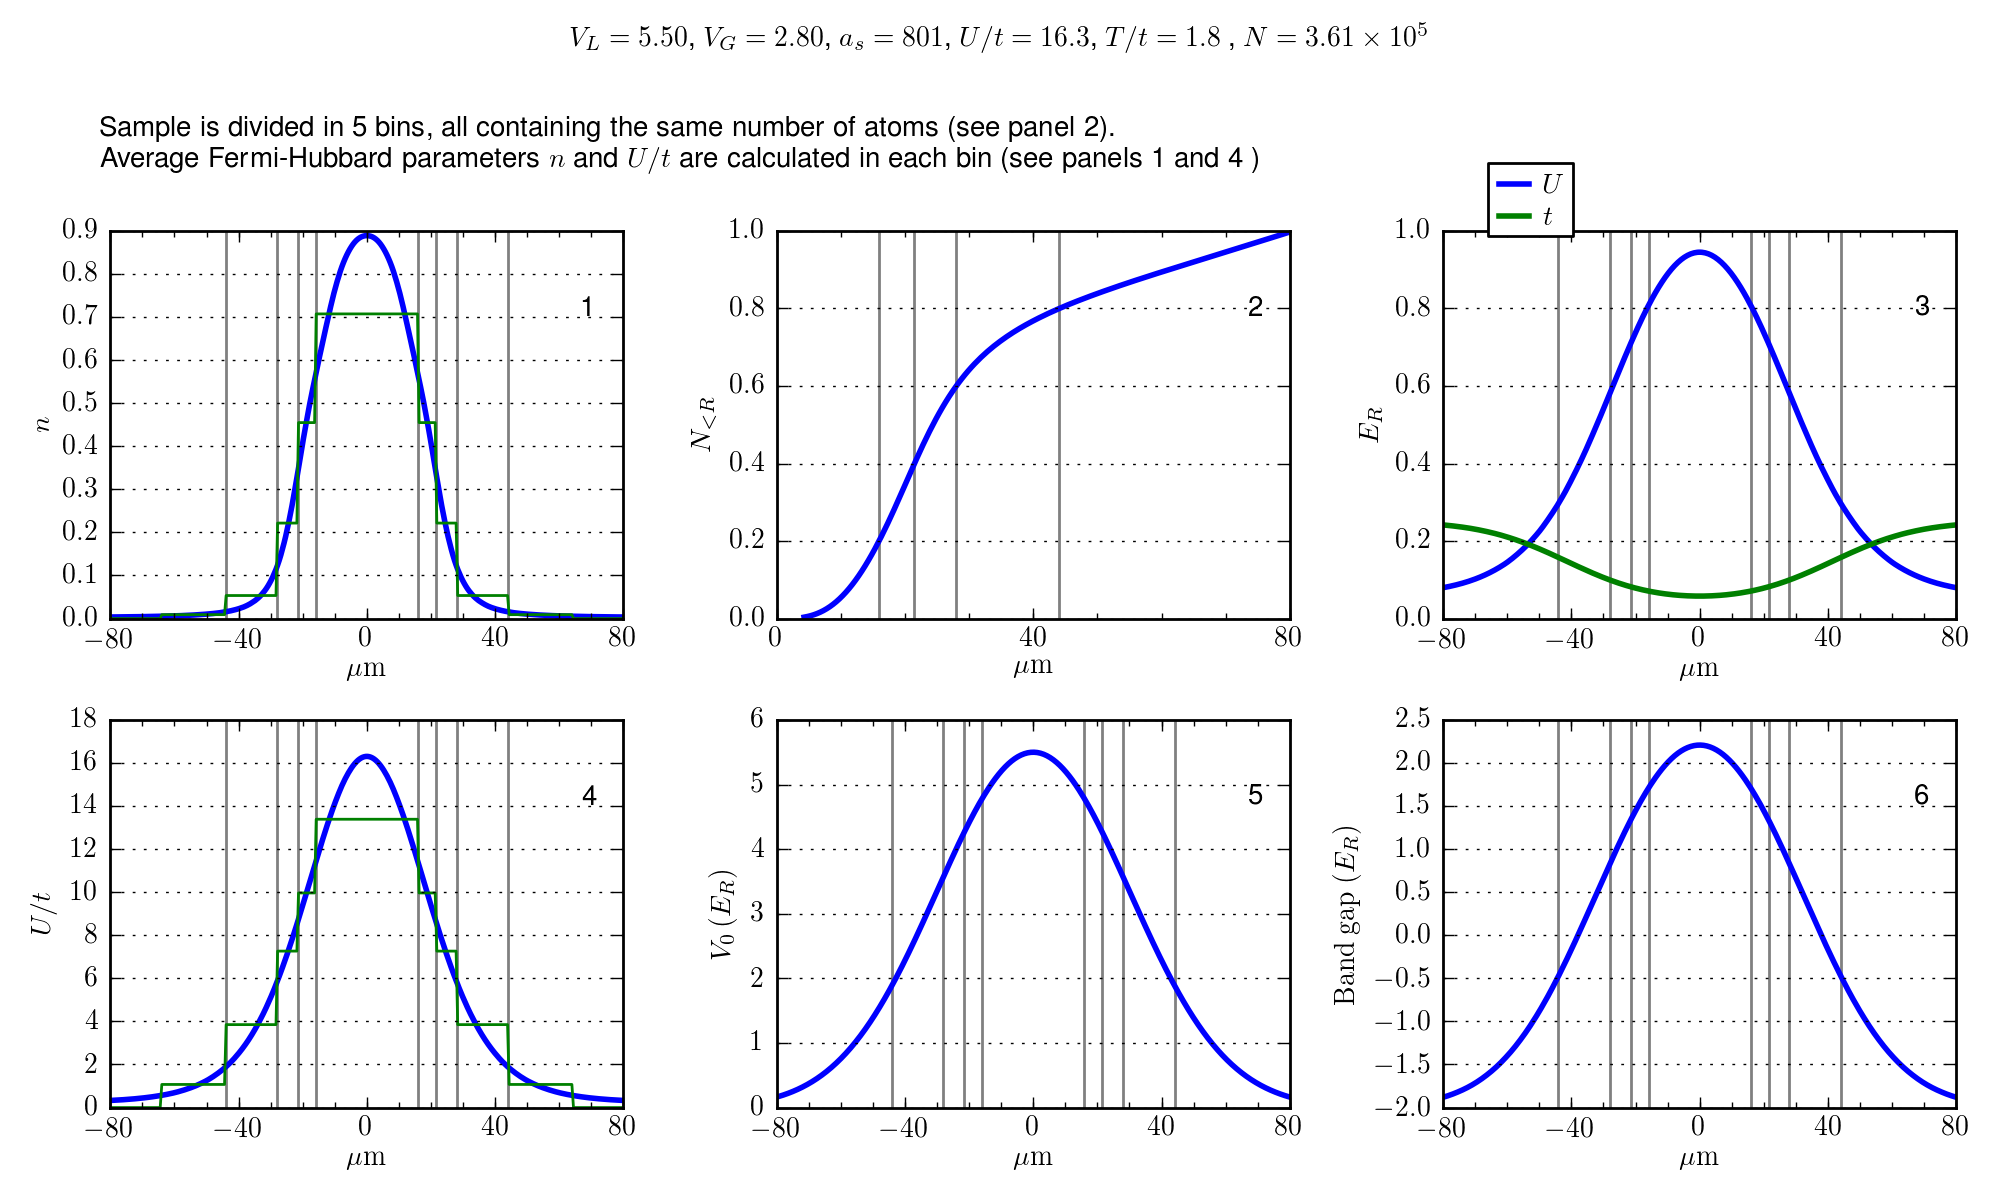 V_L = 5.50, V_G = 2.80, a_s = 801, U/t = 16.3, T/t = 1.8 , N = 3.61 × 10^5
Sample is divided in 5 bins, all containing the same number of atoms (see panel 2).
Average Fermi-Hubbard parameters n and U/t are calculated in each bin (see panels 1 and 4 )
0.9
0.8
0.7
0.6
0.5
0.4
0.3
0.2
0.1
0.0
n
1
−80 −40 0 40 80
μm
1.0
0.8
0.6
0.4
0.2
0.0
N_{<R}
2
0 40 80
μm
U
t
1.0
0.8
0.6
0.4
0.2
0.0
E_R
3
−80 −40 0 40 80
μm
18
16
14
12
10
8
6
4
2
0
U/t
4
−80 −40 0 40 80
μm
6
5
4
3
2
1
0
V_0 (E_R)
5
−80 −40 0 40 80
μm
2.5
2.0
1.5
1.0
0.5
0.0
−0.5
−1.0
−1.5
−2.0
Band gap (E_R)
6
−80 −40 0 40 80
μm